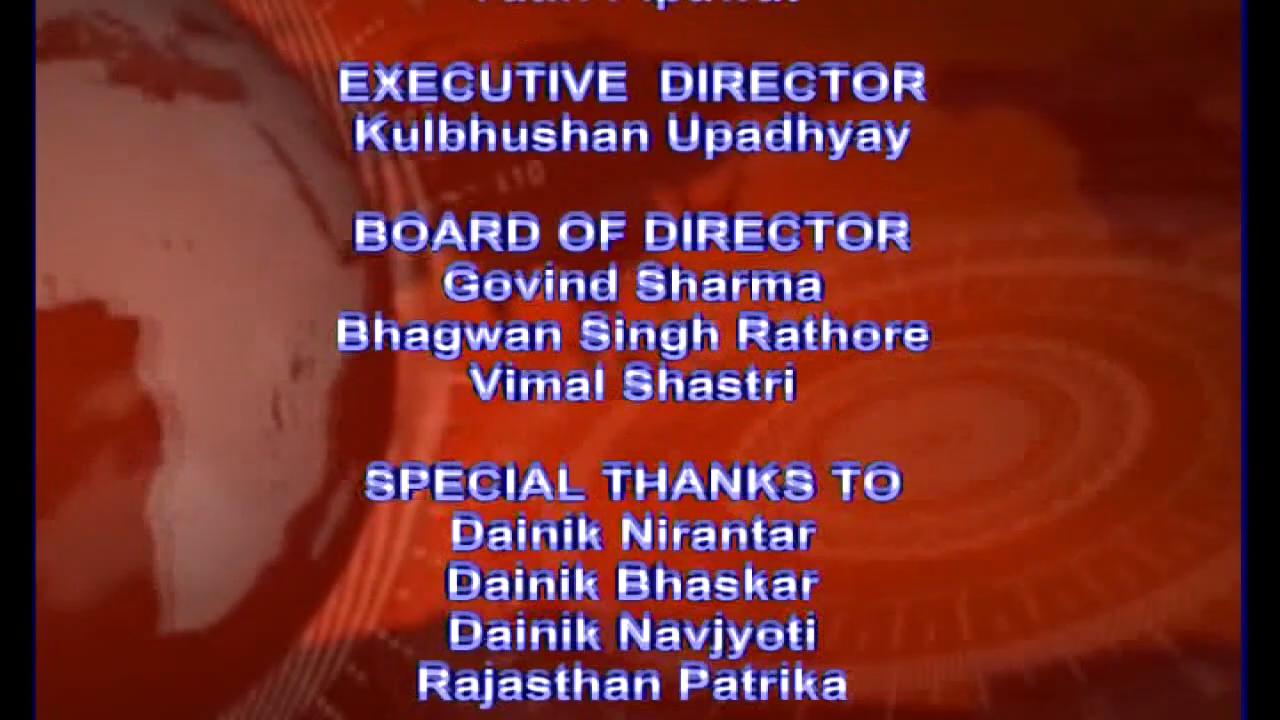 EXECUTIVE DIRECTOR
Kulbhushan Upadhyay
BOARD OF DIRECTOR
Govind Sharma
Bhagwan Singh Rathore
Vimal Shastri
SPECIAL THANKS TO
Dainik Nirantar
Dainik Bhaskar
Dainik Navjyoti
Rajasthan Patrika